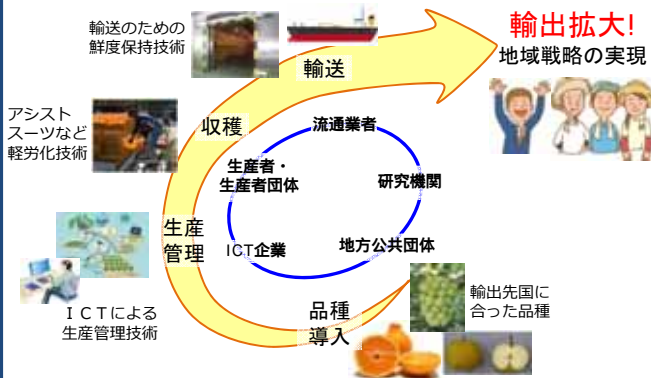 輸送のための
鮮度保持技術
輸送
輸出拡大!
地域戦略の実現
アシスト
スーツなど
軽労化技術
収穫
流通業者
生産者・
生産者団体
研究機関
生産
管理
ICT企業
地方公共団体
ＩＣＴによる
生産管理技術
品種
導入
輸出先国に
合った品種